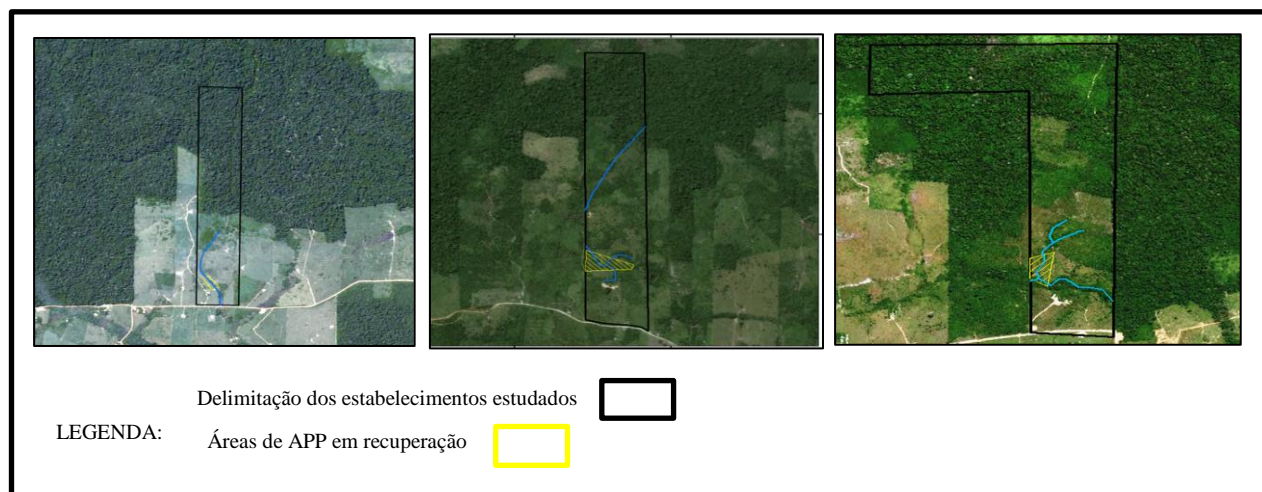 Delimitação dos estabelecimentos estudados
LEGENDA:
Áreas de APP em recuperação